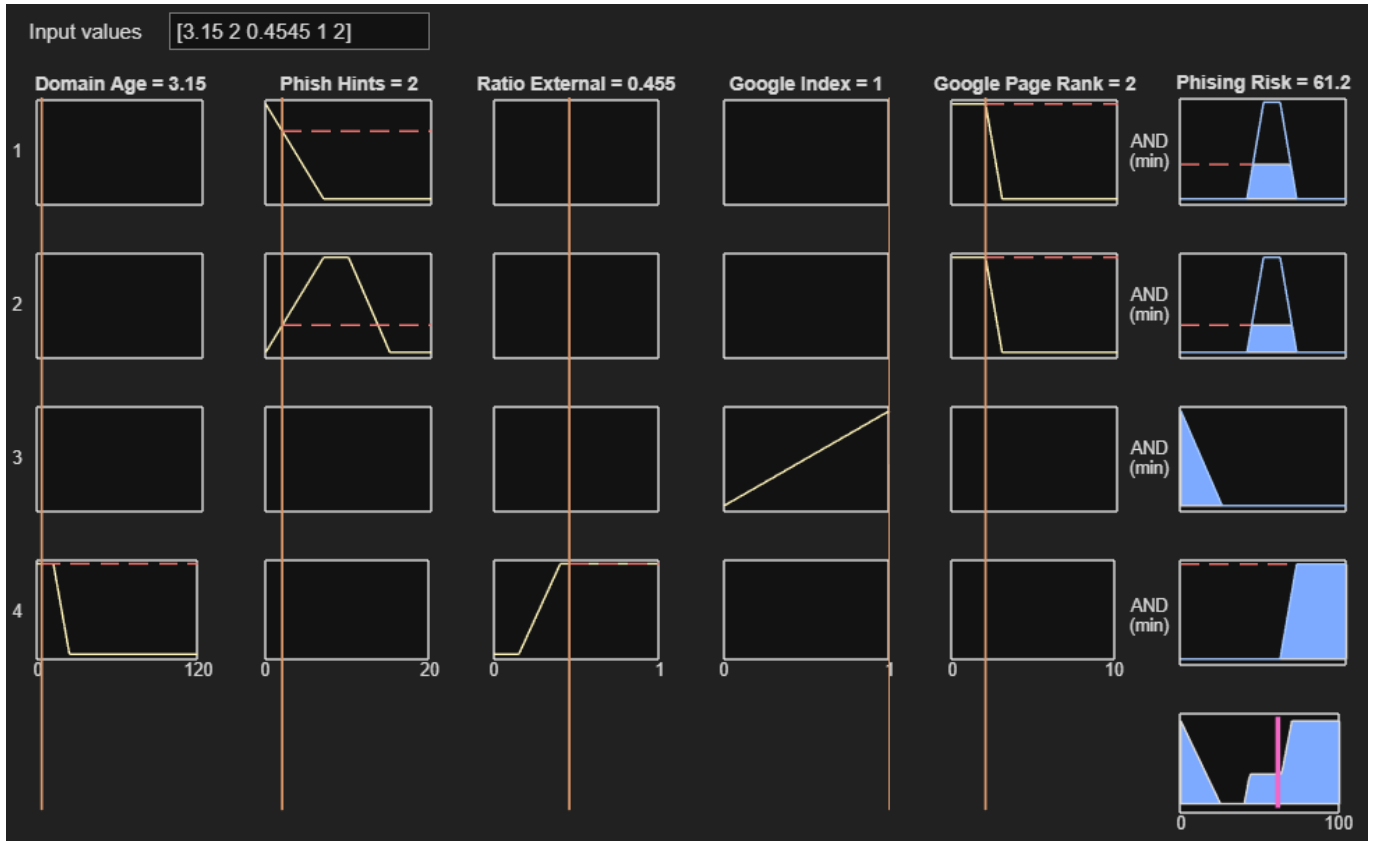 Input values [3.15 2 0.4545 1 2]
Domain Age = 3.15 Phish Hints = 2 Ratio External = 0.455 Google Index = 1 Google Page Rank = 2 Phising Risk = 61.2
1 AND
(min)
2 AND
(min)
3 AND
(min)
4 AND
(min)
0 120 0 20 0 1 0 1 0 10
0 100